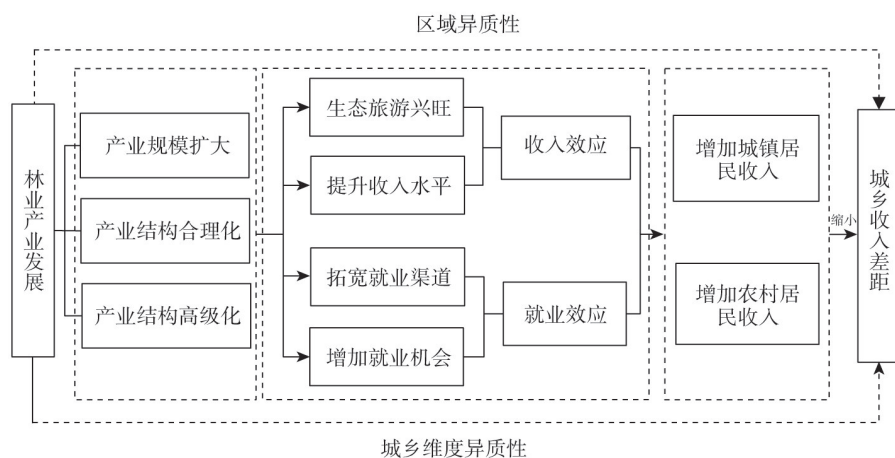 区域异质性
林业产业发展
产业规模扩大
产业结构合理化
产业结构高级化
生态旅游兴旺
提升收入水平
拓宽就业渠道
增加就业机会
收入效应
就业效应
增加城镇居
民收入
增加农村居
民收入
缩小
城乡收入差距
城乡维度异质性